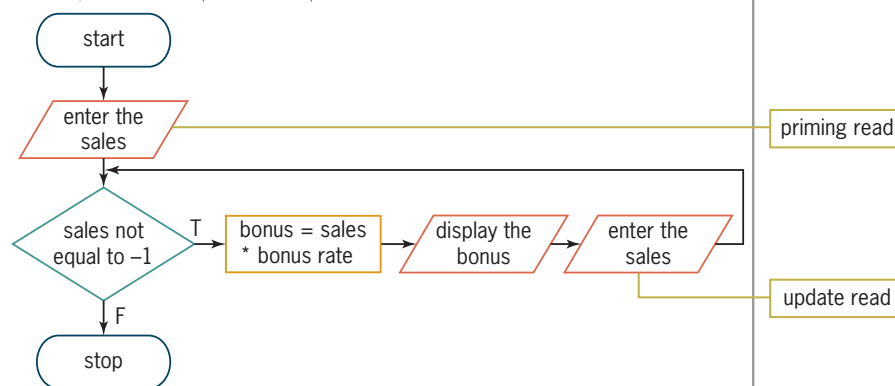 start
enter the
sales
priming read
sales not
equal to –1
T
bonus = sales
* bonus rate
display the
bonus
enter the
sales
update read
F
stop